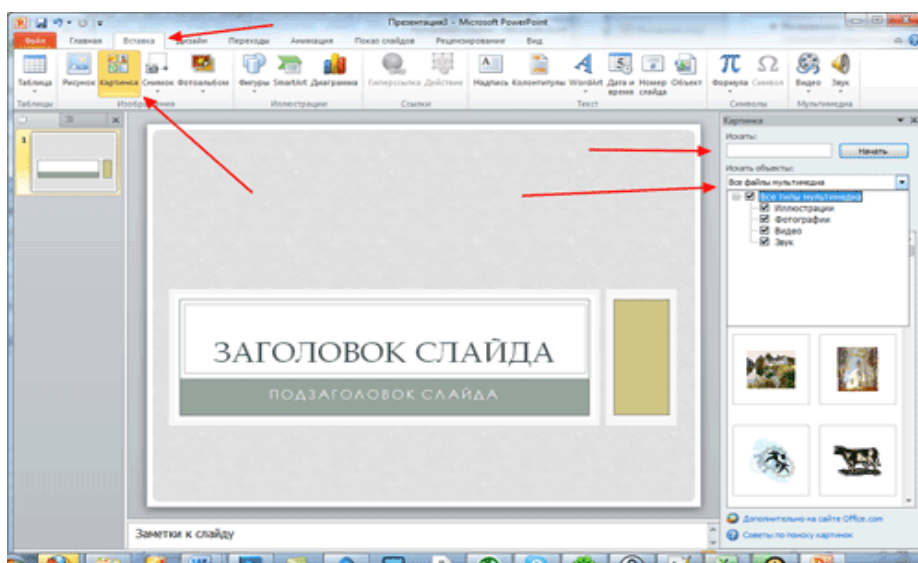 Презентация3 - Microsoft PowerPoint
Файл Главная Вставка Дизайн Переходы Анимация Показ слайдов Рецензирование Вид
Таблица Рисунок Картинка Снимок Фотоальбом Фигуры SmartArt Диаграмма Гиперссылка Действие Надпись Колонтитулы WordArt Дата и время Номер слайда Объект Формула Символ Видео Звук
Таблицы Изображения Иллюстрации Ссылки Текст Символы Мультимедиа
Картинка
1
Искать:
Начать
Искать объекты:
Все файлы мультимедиа
Все типы мультимедиа
Иллюстрации
Фотографии
Видео
Звук
ЗАГОЛОВОК СЛАЙДА
ПОДЗАГОЛОВОК СЛАЙДА
Дополнительно на сайте Office.com
Советы по поиску картинок
Заметки к слайду